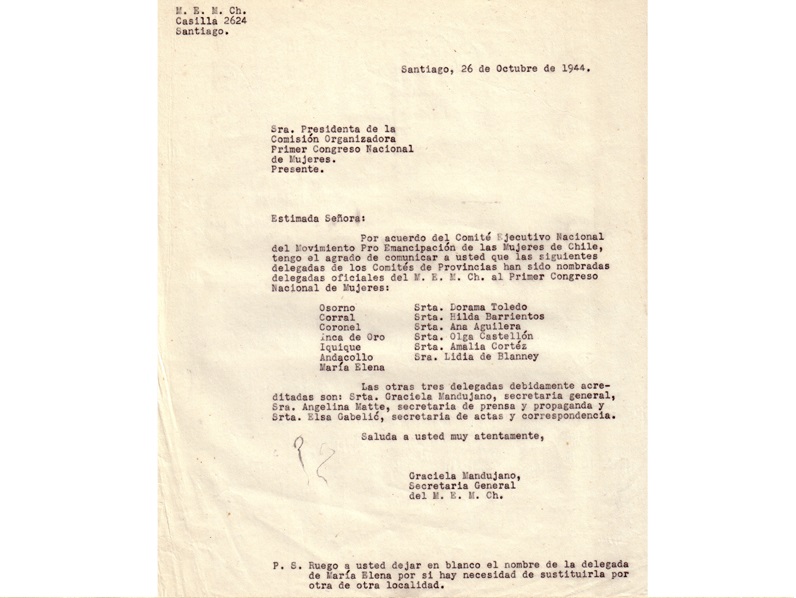 M. E. M. Ch.
Casilla 2624
Santiago.
Santiago, 26 de Octubre de 1944.
Sra. Presidenta de la
Comisión Organizadora
Primer Congreso Nacional
de Mujeres.
Presente.
Estimada Señora:
Por acuerdo del Comité Ejecutivo Nacional
del Movimiento Pro Emancipación de las Mujeres de Chile,
tengo el agrado de comunicar a usted que las siguientes
delegadas de los Comités de Provincias han sido nombradas
delegadas oficiales del M. E. M. Ch. al Primer Congreso
Nacional de Mujeres:
Osorno Srta. Dorama Toledo
Corral Srta. Hilda Barrientos
Coronel Srta. Ana Aguilera
Inca de Oro Srta. Olga Castellón
Iquique Srta. Amalia Cortéz
Andacollo Sra. Lidia de Blanney
María Elena
Las otras tres delegadas debidamente acre-
ditadas son: Srta. Graciela Mandujano, secretaria general,
Sra. Angelina Matte, secretaria de prensa y propaganda y
Srta. Elsa Gabelić, secretaria de actas y correspondencia.
Saluda a usted muy atentamente,
Graciela Mandujano,
Secretaria General
del M. E. M. Ch.
P. S. Ruego a usted dejar en blanco el nombre de la delegada
de María Elena por si hay necesidad de sustituirla por
otra de otra localidad.